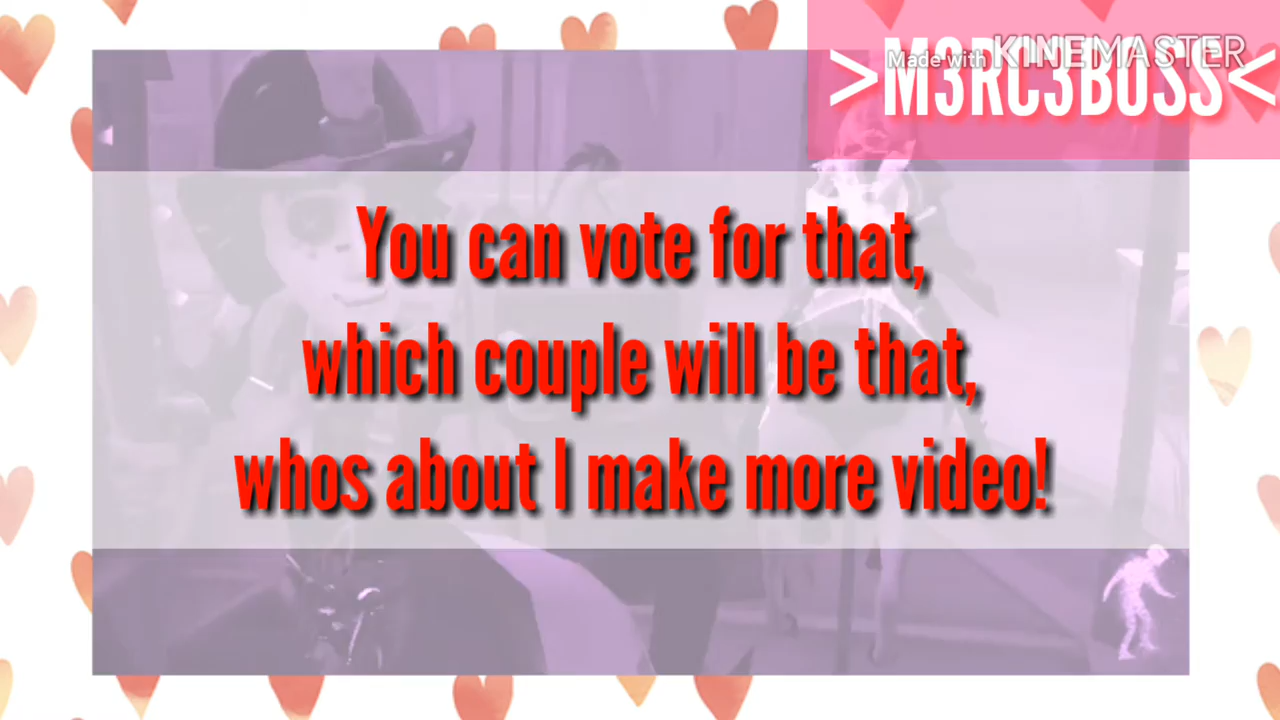 Made with KINEMASTER
>M3RC3BOSS<
You can vote for that,
which couple will be that,
whos about I make more video!